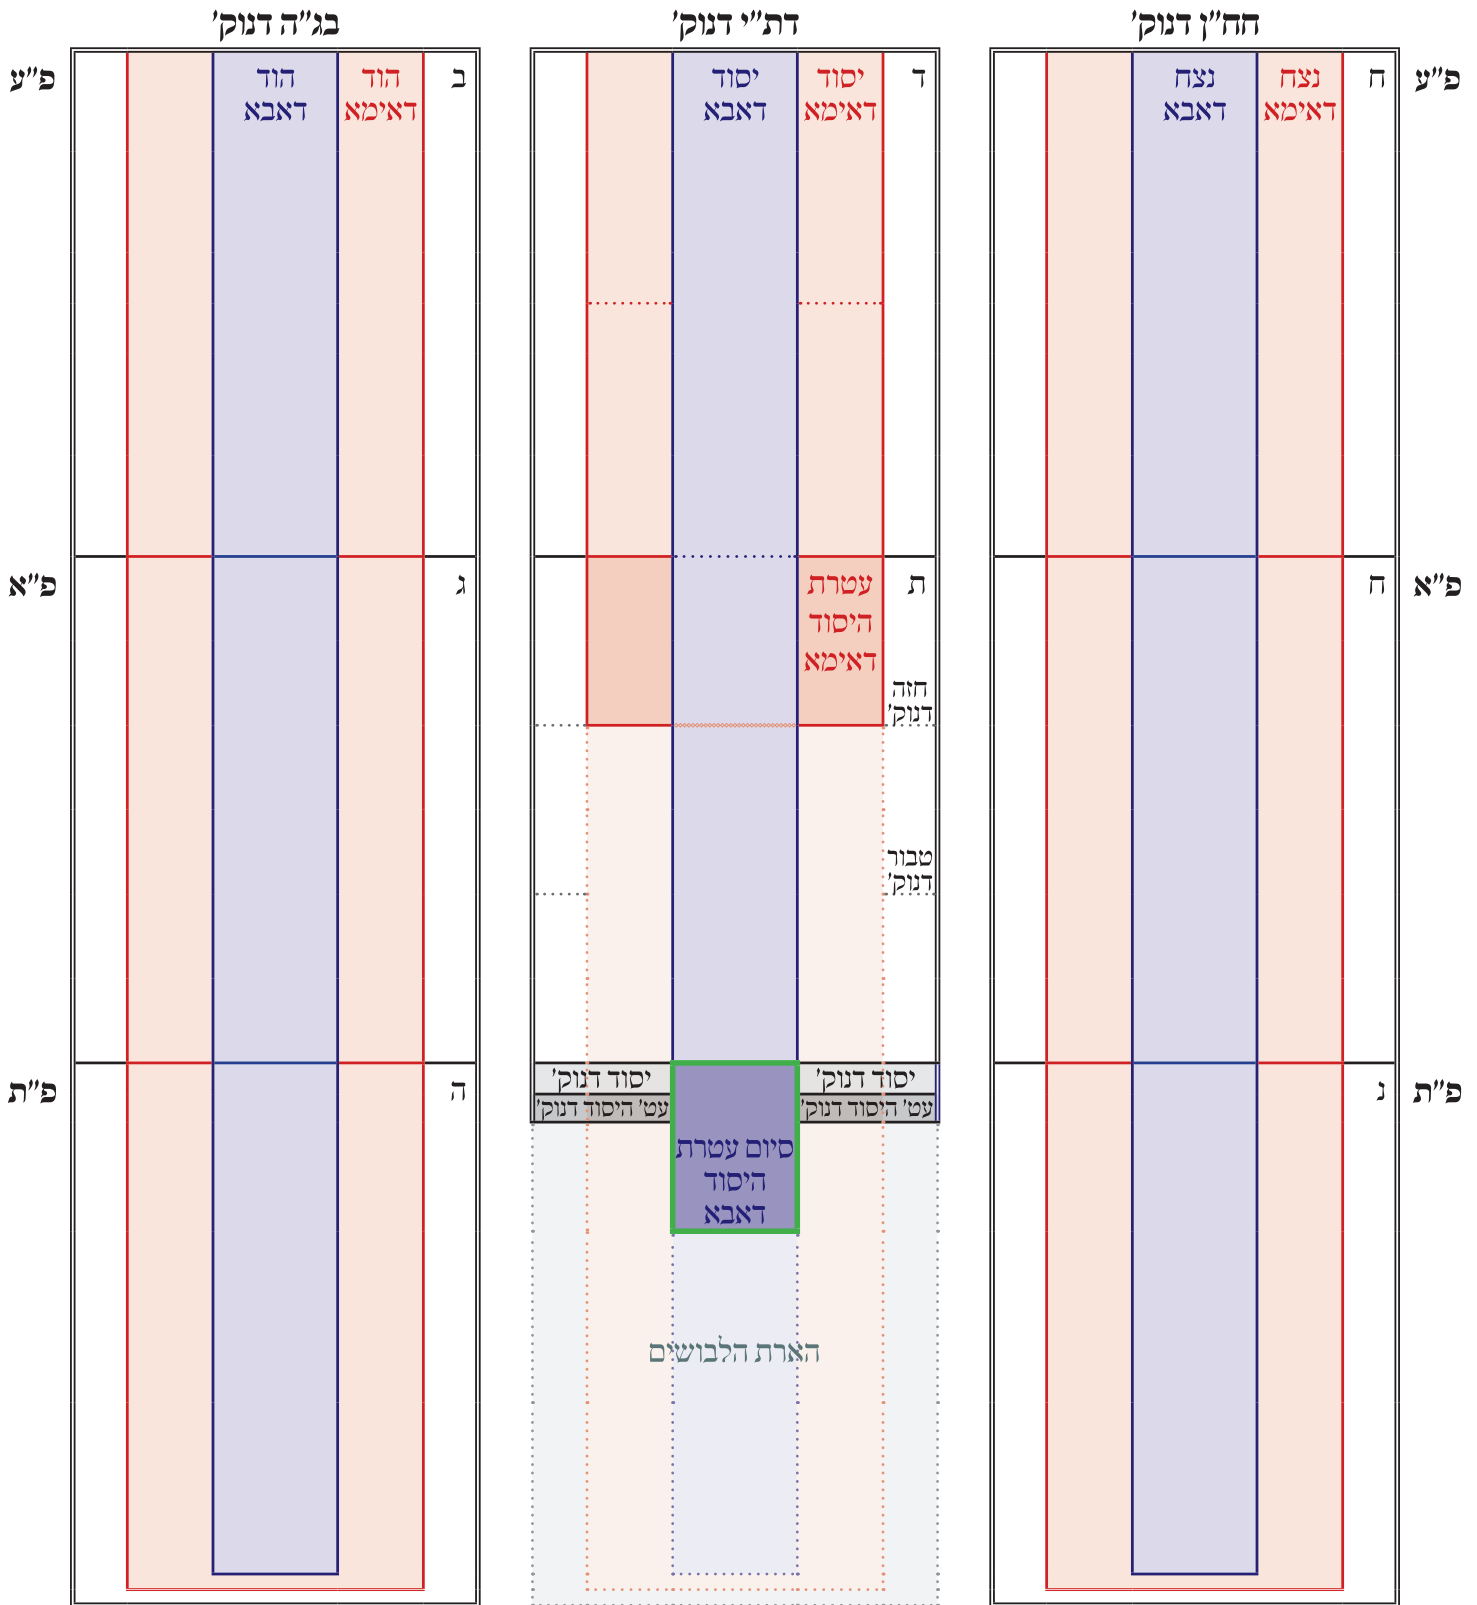 חח״ן דנוק׳
דת״י דנוק׳
בג״ה דנוק׳
פ״ע
ח
נצח
דאימא
נצח
דאבא
ד
יסוד
דאימא
יסוד
דאבא
ב
הוד
דאימא
הוד
דאבא
פ״ע
פ״א
ח
ת
עטרת
היסוד
דאימא
חזה
דנוק׳
טבור
דנוק׳
ג
פ״א
פ״ת
נ
יסוד דנוק׳
עט׳ היסוד דנוק׳
סיום עטרת
היסוד
דאבא
יסוד דנוק׳
עט׳ היסוד דנוק׳
ה
פ״ת
הארת הלבושים